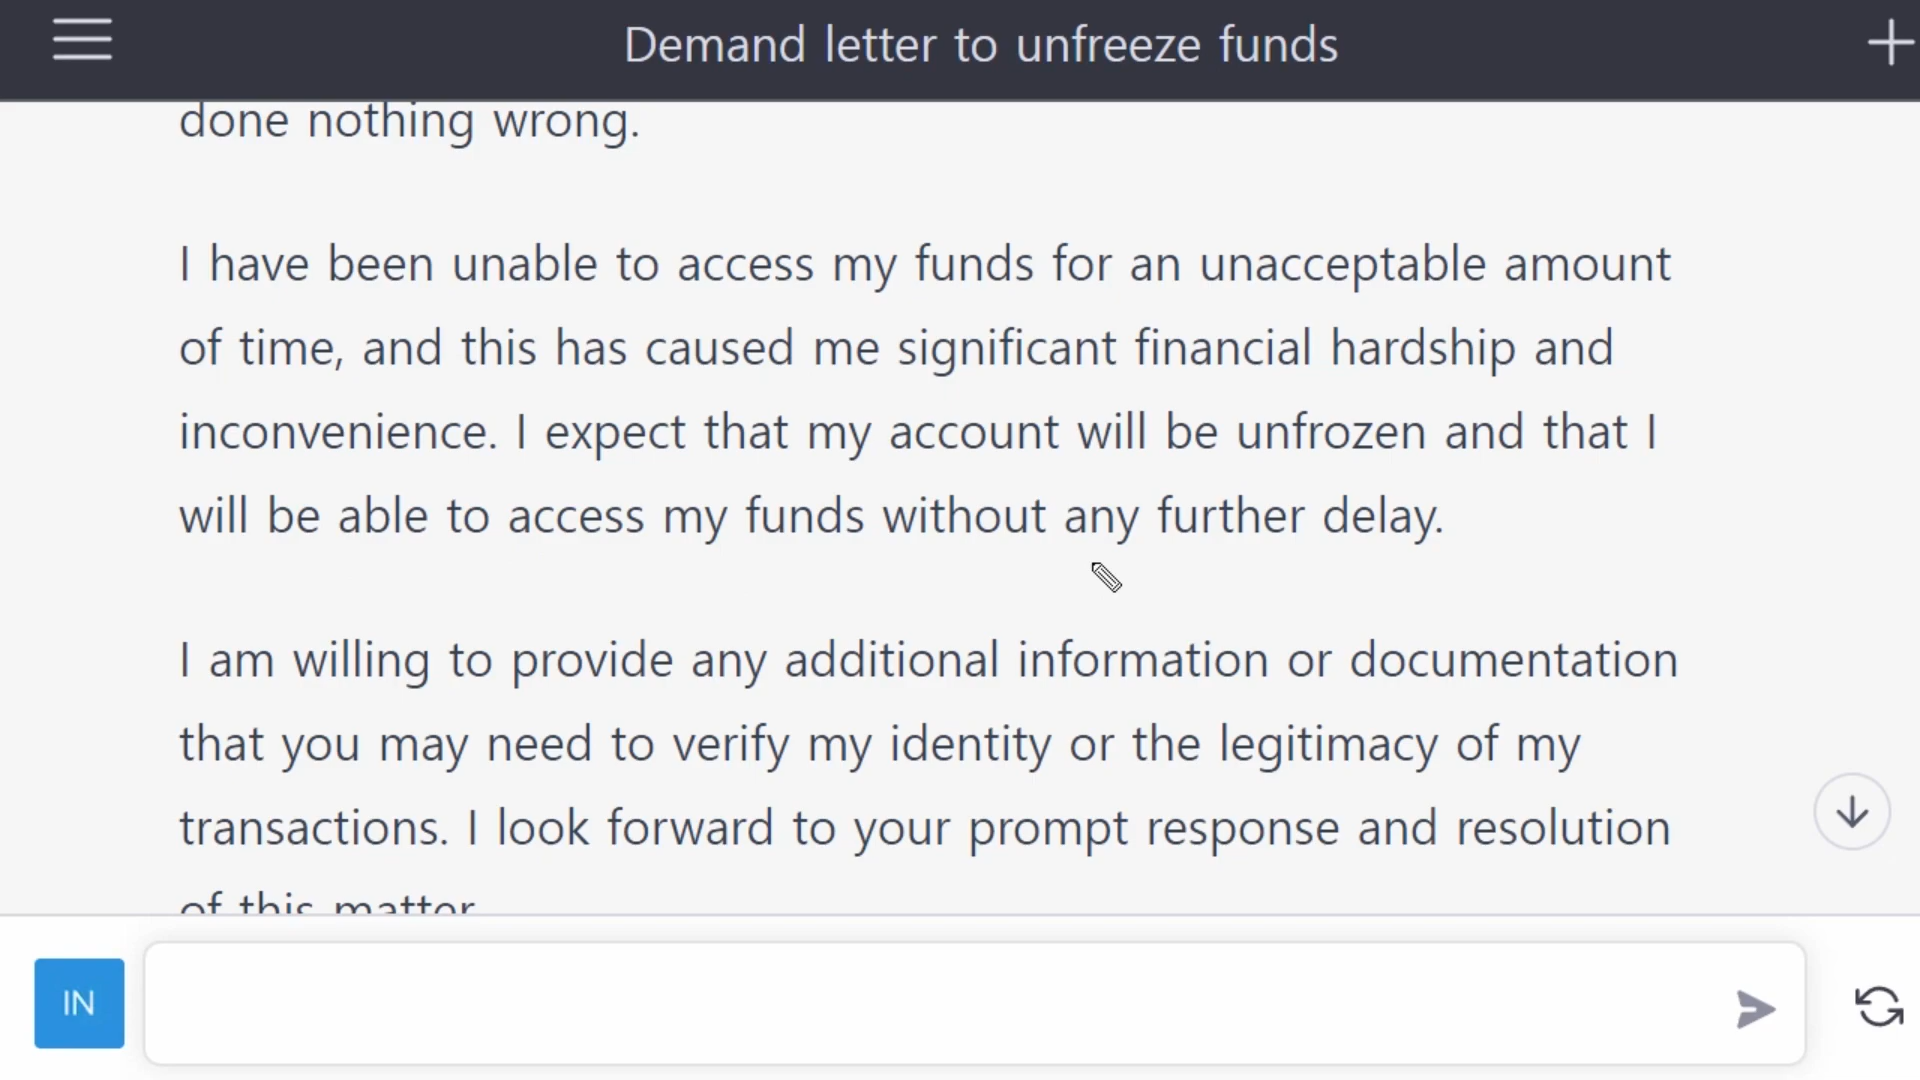 Demand letter to unfreeze funds
done nothing wrong.
I have been unable to access my funds for an unacceptable amount
of time, and this has caused me significant financial hardship and
inconvenience. I expect that my account will be unfrozen and that I
will be able to access my funds without any further delay.
I am willing to provide any additional information or documentation
that you may need to verify my identity or the legitimacy of my
transactions. I look forward to your prompt response and resolution
of this matter
IN